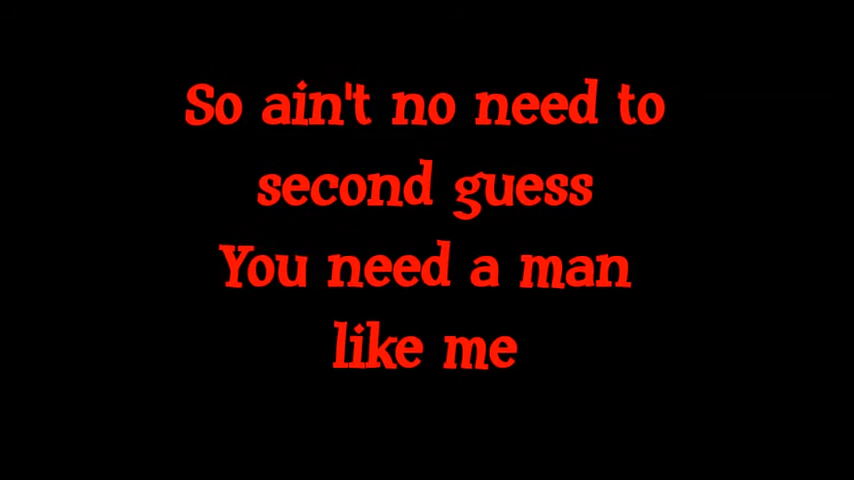 So ain't no need to
second guess
You need a man
like me